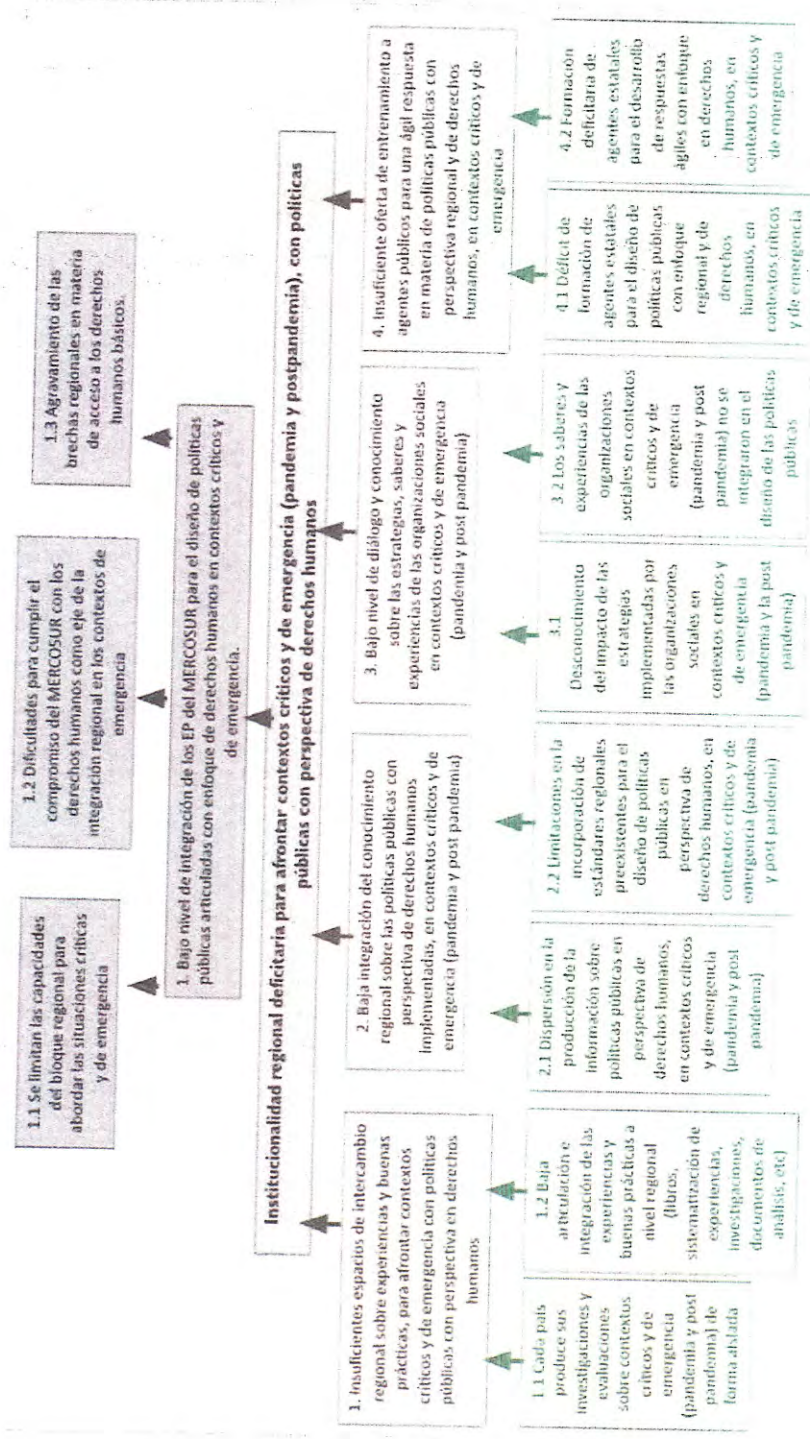 1.1 Se limitan las capacidades
del bloque regional para
abordar las situaciones críticas
y de emergencia
1.2 Dificultades para cumplir el
compromiso del MERCOSUR con los
derechos humanos como eje de la
integración regional en los contextos de
emergencia
1.3 Agravamiento de las
brechas regionales en materia
de acceso a los derechos
humanos básicos.
1. Bajo nivel de integración de los EP del MERCOSUR para el diseño de políticas
públicas articuladas con enfoque de derechos humanos en contextos críticos y
de emergencia.
Institucionalidad regional deficitaria para afrontar contextos críticos y de emergencia (pandemia y postpandemia), con políticas
públicas con perspectiva de derechos humanos
1. Insuficientes espacios de intercambio
regional sobre experiencias y buenas
prácticas, para afrontar contextos
críticos y de emergencia con políticas
públicas con perspectiva en derechos
humanos
2. Baja integración del conocimiento
regional sobre las políticas públicas con
perspectiva de derechos humanos
implementadas, en contextos críticos y de
emergencia (pandemia y post pandemia)
3. Bajo nivel de diálogo y conocimiento
sobre las estrategias, saberes y
experiencias de las organizaciones sociales
en contextos críticos y de emergencia
(pandemia y post pandemia)
4. Insuficiente oferta de entrenamiento a
agentes públicos para una ágil respuesta
en materia de políticas públicas con
perspectiva regional y de derechos
humanos, en contextos críticos y de
emergencia
1.1 Cada país
produce sus
investigaciones y
evaluaciones
sobre contextos
críticos y de
emergencia
(pandemia y post
pandemia) de
forma aislada
1.2 Baja
articulación e
integración de las
experiencias y
buenas prácticas a
nivel regional
(libros,
sistematización de
experiencias,
investigaciones,
documentos de
análisis, etc)
2.1 Dispersión en la
producción de la
información sobre
políticas públicas en
perspectiva de
derechos humanos,
en contextos críticos
y de emergencia
(pandemia y post
pandemia)
2.2 Limitaciones en la
incorporación de
estándares regionales
preexistentes para el
diseño de políticas
públicas en
perspectiva de
derechos humanos, en
contextos críticos y de
emergencia (pandemia
y post pandemia)
3.1
Desconocimiento
del impacto de las
estrategias
implementadas por
las organizaciones
sociales en
contextos críticos y
de emergencia
(pandemia y la post
pandemia)
3.2 Los saberes y
experiencias de las
organizaciones
sociales en contextos
críticos y de
emergencia
(pandemia y post
pandemia) no se
integraron en el
diseño de las políticas
públicas
4.1 Déficit de
formación de
agentes estatales
para el diseño de
políticas públicas
con enfoque
regional y de
derechos
humanos, en
contextos críticos
y de emergencia
4.2 Formación
deficitaria de
agentes estatales
para el desarrollo
de respuestas
ágiles con enfoque
en derechos
humanos, en
contextos críticos y
de emergencia